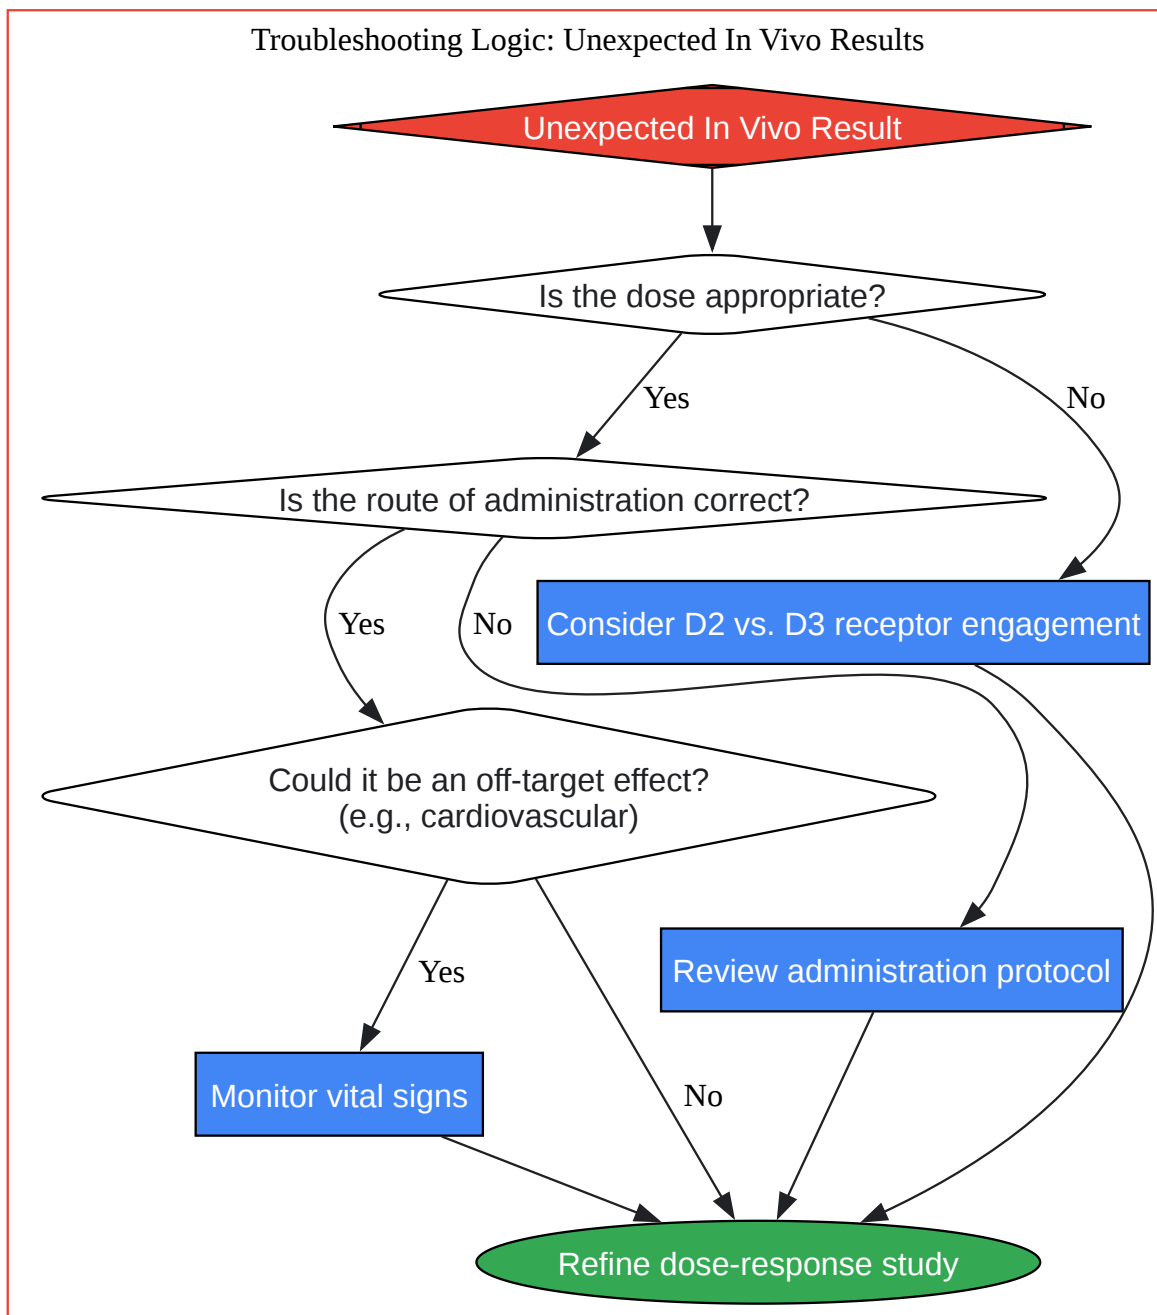 Troubleshooting Logic: Unexpected In Vivo Results
Unexpected In Vivo Result
Is the dose appropriate?
Yes
No
Is the route of administration correct?
Yes
No
Consider D2 vs. D3 receptor engagement
Could it be an off-target effect?
(e.g., cardiovascular)
Yes
Review administration protocol
Monitor vital signs
No
Refine dose-response study